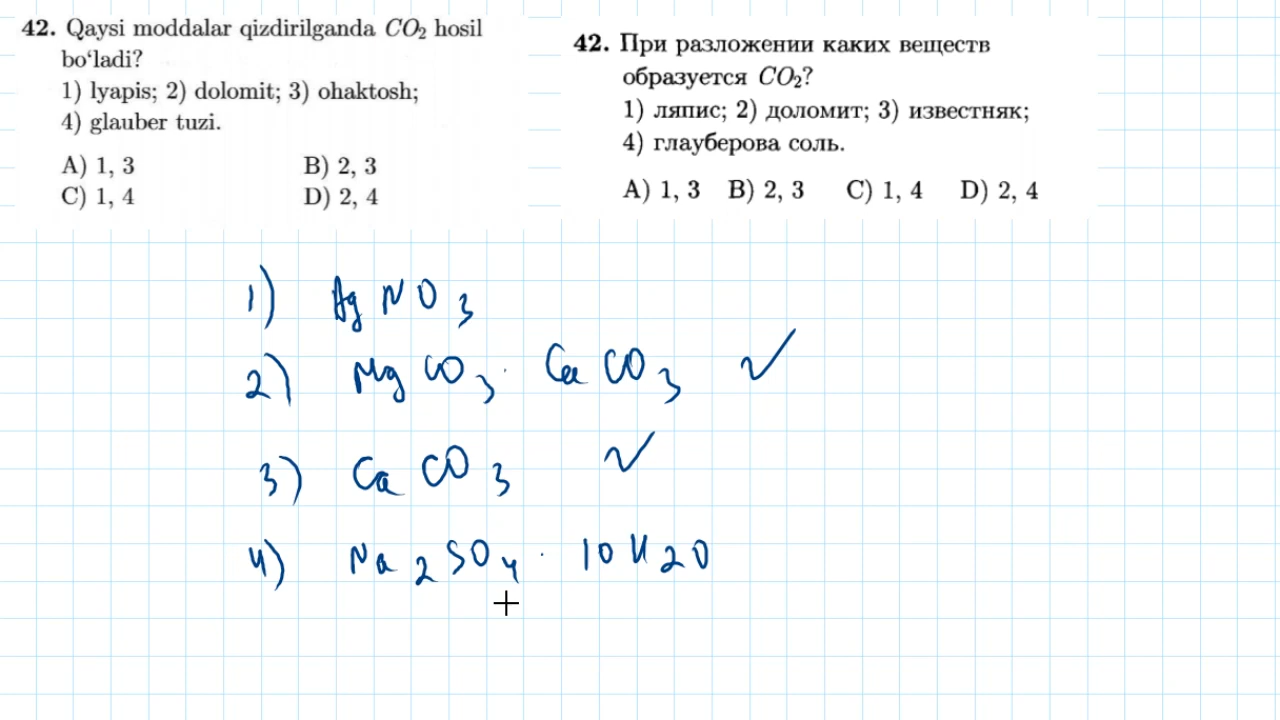 42. Qaysi moddalar qizdirilganda CO₂ hosil
bo‘ladi?
1) lyapis; 2) dolomit; 3) ohaktosh;
4) glauber tuzi.
A) 1, 3 B) 2, 3
C) 1, 4 D) 2, 4
42. При разложении каких веществ
образуется CO₂?
1) ляпис; 2) доломит; 3) известняк;
4) глауберова соль.
A) 1, 3 B) 2, 3 C) 1, 4 D) 2, 4
1) AgNO₃
2) MgCO₃ · CaCO₃ ✓
3) CaCO₃ ✓
4) Na₂SO₄ · 10H₂O